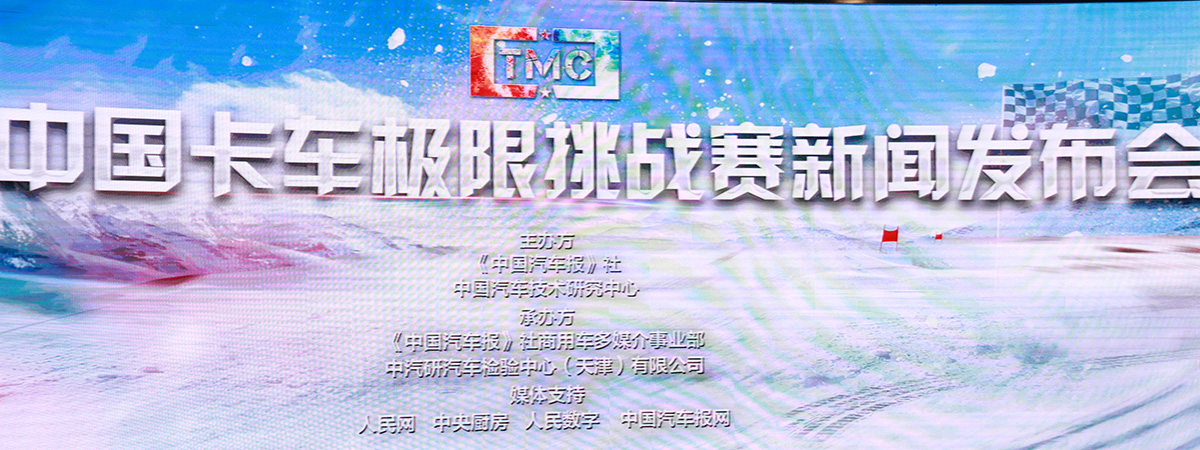 TMC
中国卡车极限挑战赛新闻发布会
主办方
《中国汽车报》社
中国汽车技术研究中心
承办方
《中国汽车报》社商用车多媒介事业部
中汽研汽车检验中心（天津）有限公司
媒体支持
人民网 中央厨房 人民数字 中国汽车报网